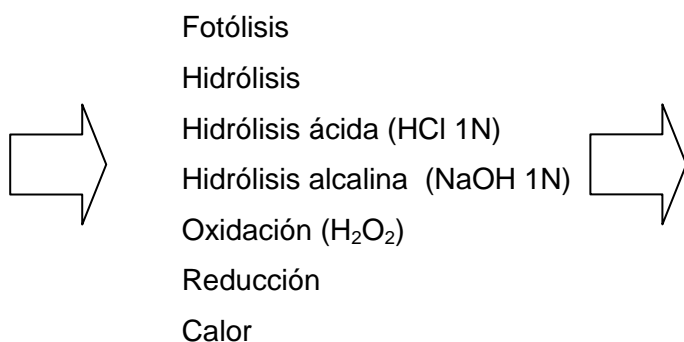 Fotólisis
Hidrólisis
Hidrólisis ácida (HCl 1N)
Hidrólisis alcalina  (NaOH 1N)
Oxidación (H₂O₂)
Reducción
Calor